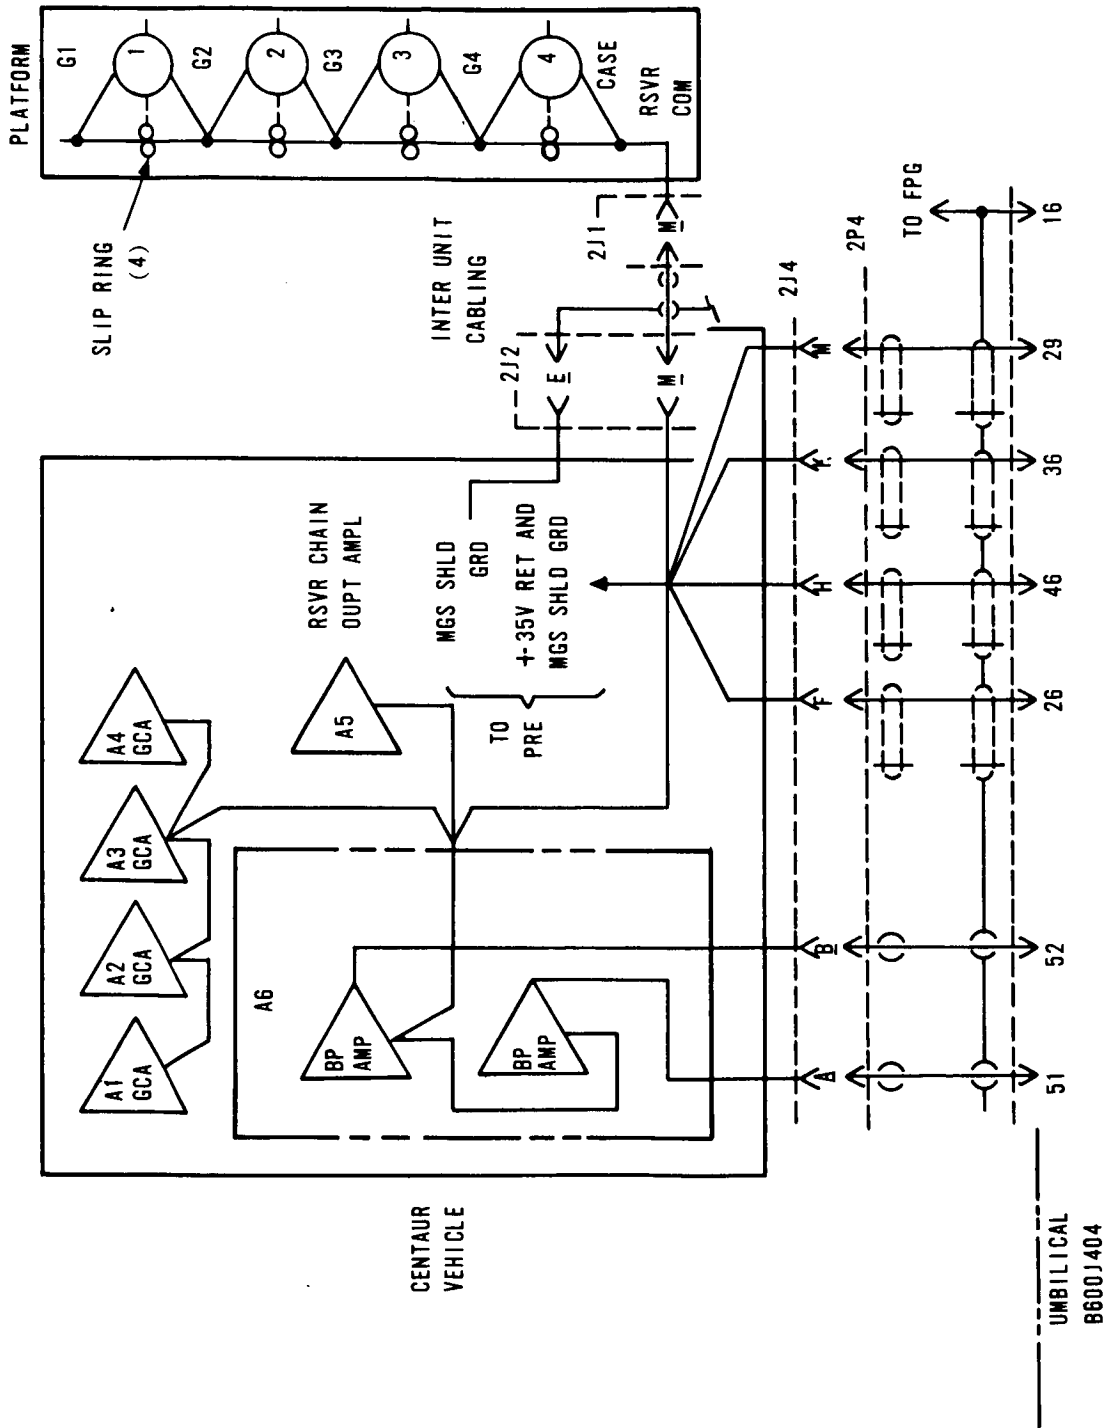 PLATFORM
G1
1
G2
2
G3
3
G4
4
CASE
RSVR
COM
SLIP RING
(4)
INTER UNIT
CABLING
2J1
M
2J2
E
M
A1
GCA
A2
GCA
A3
GCA
A4
GCA
RSVR CHAIN
OUPT AMPL
A5
MGS SHLD
GRD
+-35V RET AND
MGS SHLD GRD
TO
PRE
A6
BP
AMP
BP
AMP
CENTAUR
VEHICLE
2J4
2P4
A
B
F
H
M
TO FPG
51
52
26
46
36
29
16
UMBILICAL
B600J404